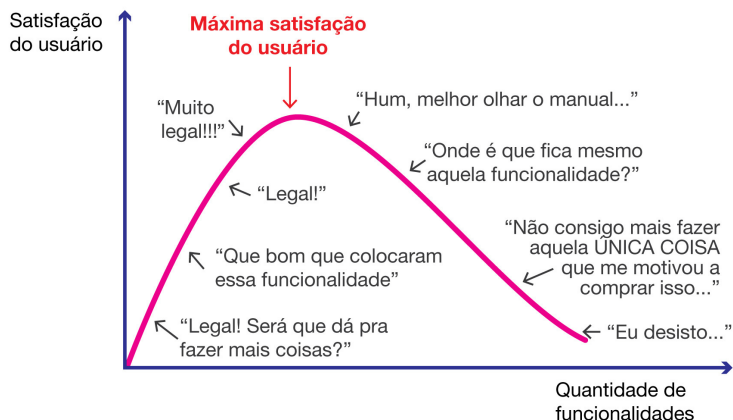 Satisfação
do usuário
Máxima satisfação
do usuário
“Muito
legal!!!”
“Hum, melhor olhar o manual...”
“Onde é que fica mesmo
aquela funcionalidade?”
“Legal!”
“Não consigo mais fazer
aquela ÚNICA COISA
que me motivou a
comprar isso...”
“Que bom que colocaram
essa funcionalidade”
“Legal! Será que dá pra
fazer mais coisas?”
“Eu desisto...”
Quantidade de
funcionalidades